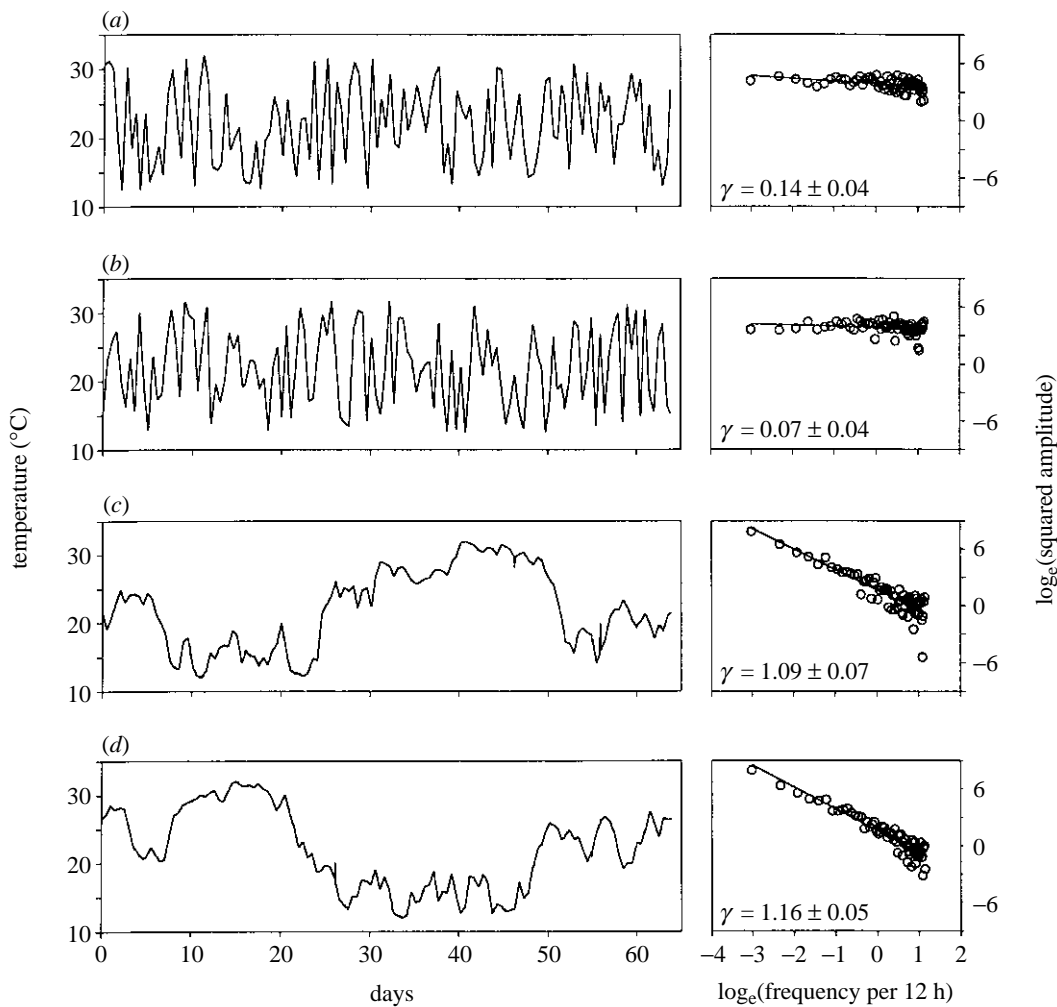 (a)
30
20
10
6
0
−6
γ = 0.14 ± 0.04
(b)
30
20
10
6
0
−6
γ = 0.07 ± 0.04
temperature (°C)
log_e(squared amplitude)
(c)
30
20
10
6
0
−6
γ = 1.09 ± 0.07
(d)
30
20
10
6
0
−6
γ = 1.16 ± 0.05
0 10 20 30 40 50 60
−4 −3 −2 −1 0 1 2
days
log_e(frequency per 12 h)